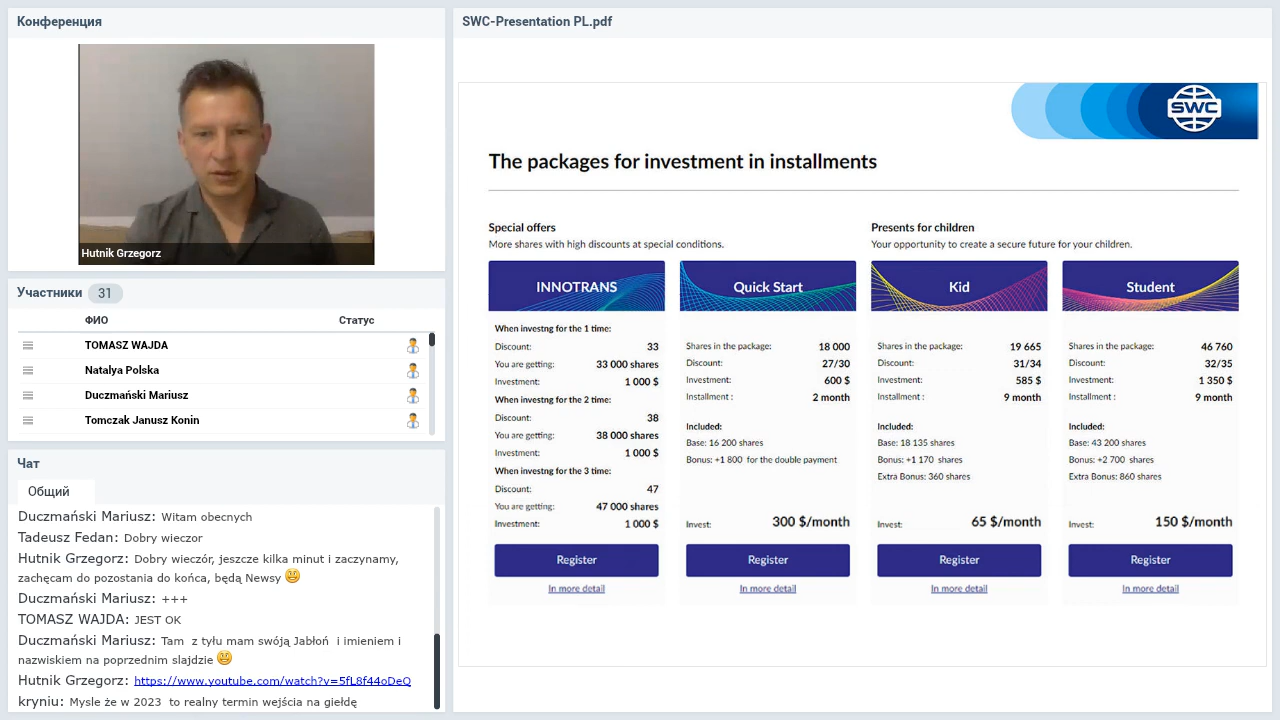 Конференция
Hutnik Grzegorz
Участники 31
ФИО Статус
TOMASZ WAJDA
Natalya Polska
Duczmański Mariusz
Tomczak Janusz Konin
Чат
Общий
Duczmański Mariusz: Witam obecnych
Tadeusz Fedan: Dobry wieczor
Hutnik Grzegorz: Dobry wieczór, jeszcze kilka minut i zaczynamy,
zachęcam do pozostania do końca, będą Newsy
Duczmański Mariusz: +++
TOMASZ WAJDA: JEST OK
Duczmański Mariusz: Tam z tyłu mam swóją Jabłoń i imieniem i
nazwiskiem na poprzednim slajdzie
Hutnik Grzegorz: https://www.youtube.com/watch?v=5fL8f44oDeQ
kryniu: Mysle że w 2023 to realny termin wejścia na giełdę
SWC-Presentation PL.pdf
SWC
The packages for investment in installments
Special offers
More shares with high discounts at special conditions.
Presents for children
Your opportunity to create a secure future for your children.
INNOTRANS
When investng for the 1 time:
Discount: 33
You are getting: 33 000 shares
Investment: 1 000 $
When investng for the 2 time:
Discount: 38
You are getting: 38 000 shares
Investment: 1 000 $
When investng for the 3 time:
Discount: 47
You are getting: 47 000 shares
Investment: 1 000 $
Register
In more detail
Quick Start
Shares in the package: 18 000
Discount: 27/30
Investment: 600 $
Installment : 2 month
Included:
Base: 16 200 shares
Bonus: +1 800 for the double payment
Invest: 300 $/month
Register
In more detail
Kid
Shares in the package: 19 665
Discount: 31/34
Investment: 585 $
Installment : 9 month
Included:
Base: 18 135 shares
Bonus: +1 170 shares
Extra Bonus: 360 shares
Invest: 65 $/month
Register
In more detail
Student
Shares in the package: 46 760
Discount: 32/35
Investment: 1 350 $
Installment : 9 month
Included:
Base: 43 200 shares
Bonus: +2 700 shares
Extra Bonus: 860 shares
Invest: 150 $/month
Register
In more detail